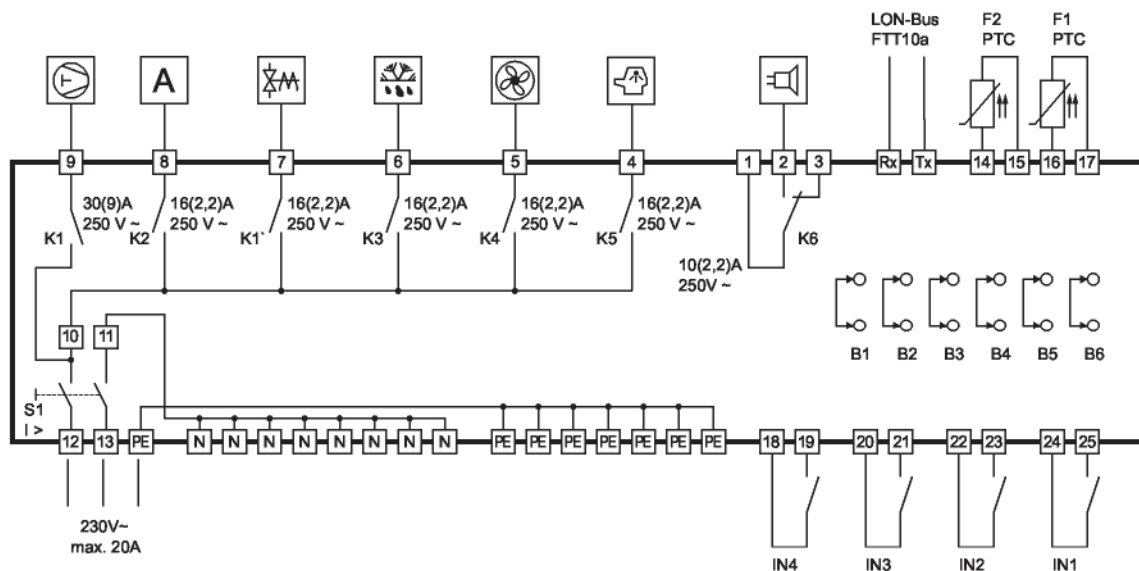 LON-Bus F2 F1
FTT10a PTC PTC
A
9 8 7 6 5 4 1 2 3 Rx Tx 14 15 16 17
30(9)A 16(2,2)A 16(2,2)A 16(2,2)A 16(2,2)A 16(2,2)A
250 V ~ 250 V ~ 250 V ~ 250 V ~ 250 V ~ 250 V ~
K1 K2 K1` K3 K4 K5 K6
10(2,2)A
250V ~
10 11
B1 B2 B3 B4 B5 B6
S1
I >
12 13 PE N N N N N N N N PE PE PE PE PE PE PE 18 19 20 21 22 23 24 25
230V~
max. 20A
IN4 IN3 IN2 IN1